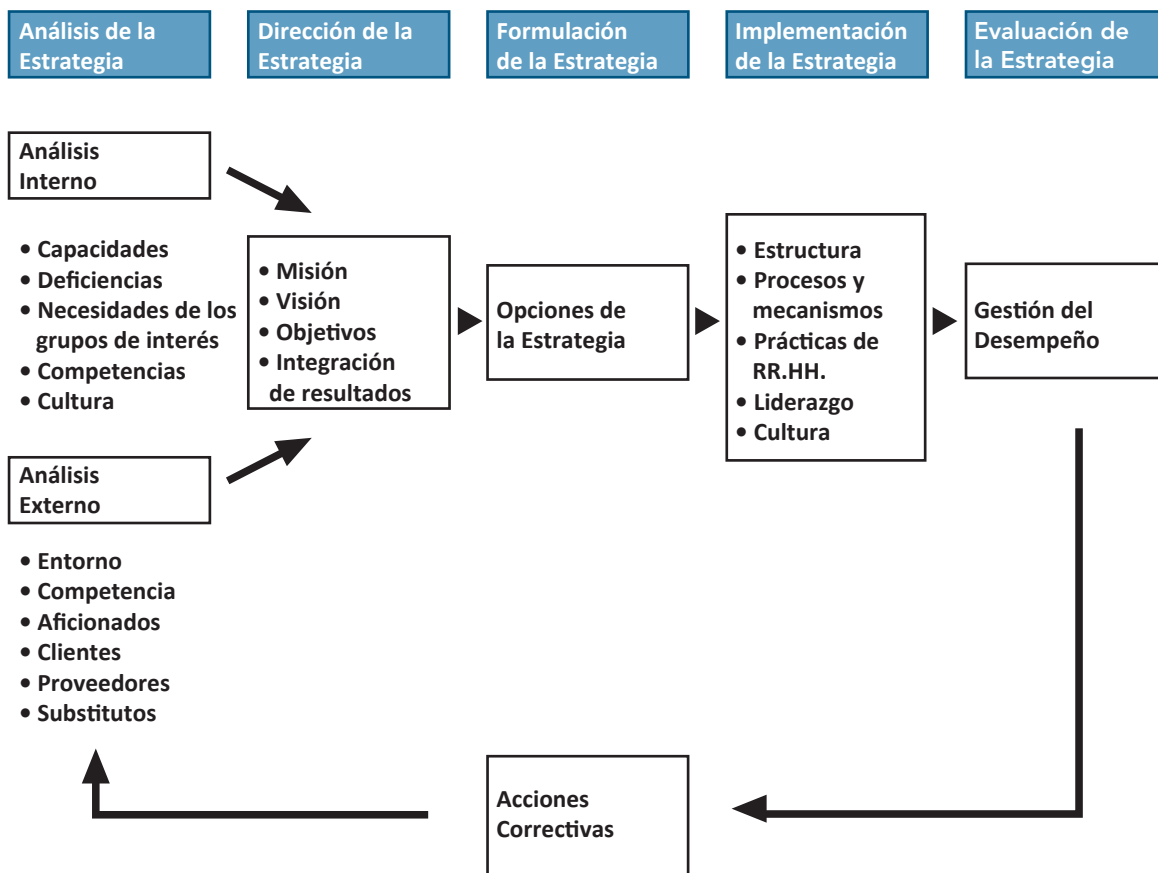 Análisis de la
Estrategia
Dirección de la
Estrategia
Formulación
de la Estrategia
Implementación
de la Estrategia
Evaluación de
la Estrategia
Análisis
Interno
• Capacidades
• Deficiencias
• Necesidades de los
grupos de interés
• Competencias
• Cultura
Análisis
Externo
• Entorno
• Competencia
• Aficionados
• Clientes
• Proveedores
• Substitutos
• Misión
• Visión
• Objetivos
• Integración
de resultados
Opciones de
la Estrategia
• Estructura
• Procesos y
mecanismos
• Prácticas de
RR.HH.
• Liderazgo
• Cultura
Gestión del
Desempeño
Acciones
Correctivas